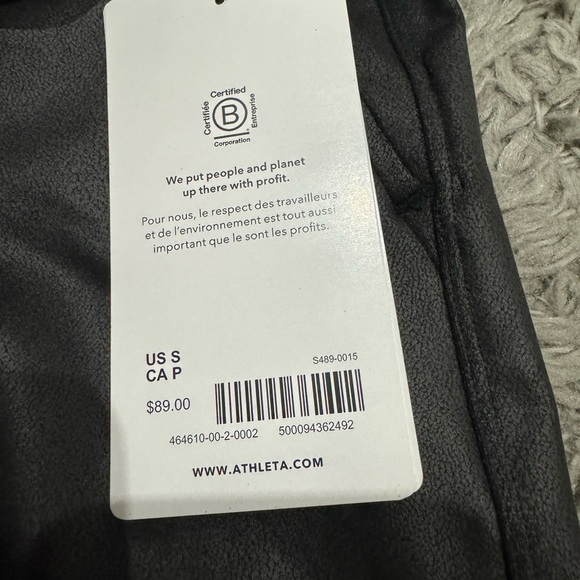 Certified
Certifiée
B
Entreprise
Corporation
We put people and planet
up there with profit.
Pour nous, le respect des travailleurs
et de l'environnement est tout aussi
important que le sont les profits.
US S
CA P
S489-0015
$89.00
464610-00-2-0002 500094362492
WWW.ATHLETA.COM